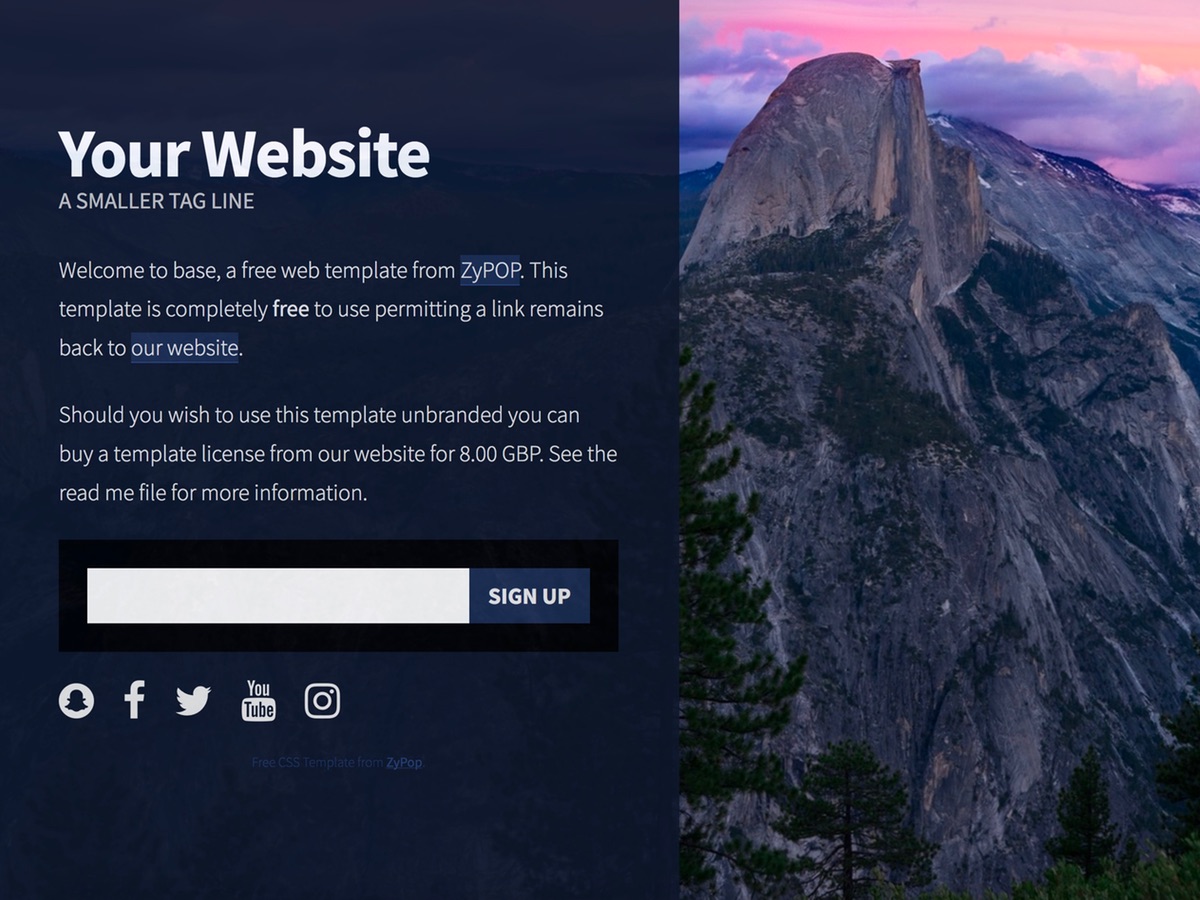 Your Website
A SMALLER TAG LINE
Welcome to base, a free web template from ZyPOP. This
template is completely free to use permitting a link remains
back to our website.
Should you wish to use this template unbranded you can
buy a template license from our website for 8.00 GBP. See the
read me file for more information.
SIGN UP
You
Tube
Free CSS Template from ZyPop